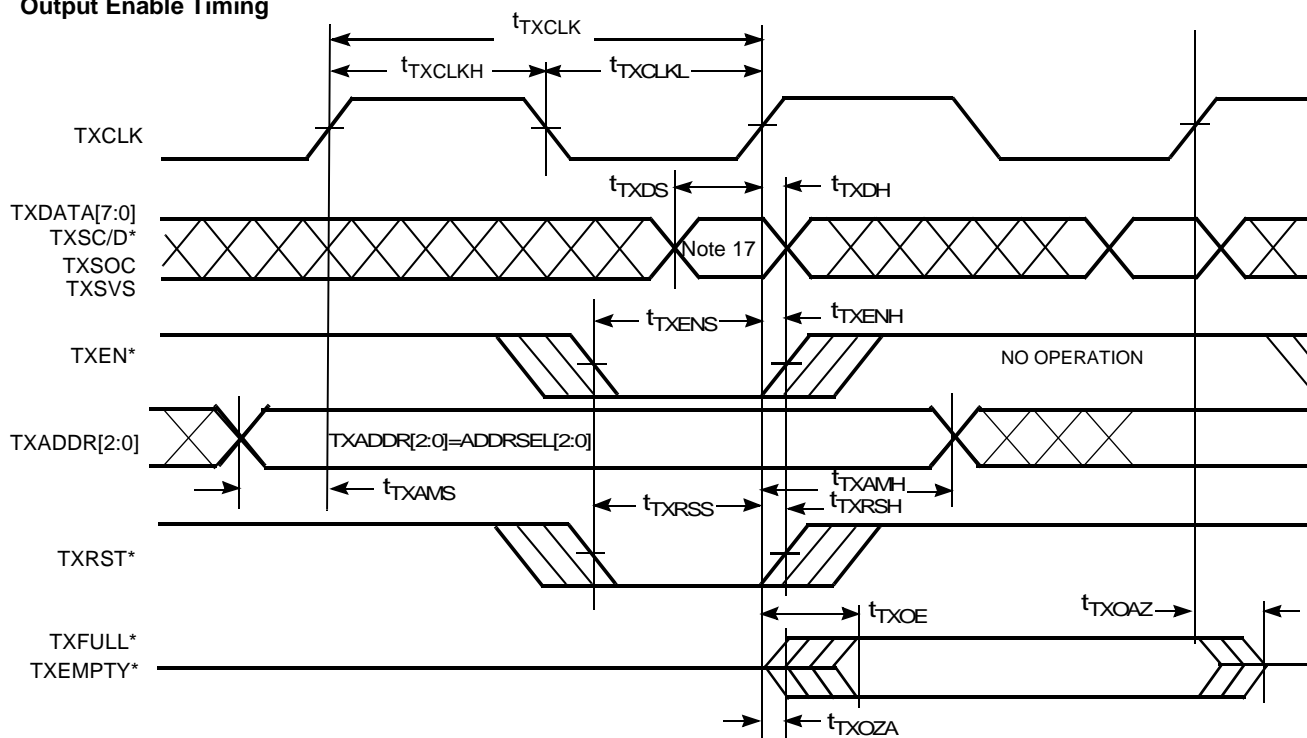 Output Enable Timing
tTXCLK
tTXCLKH
tTXCLKL
TXCLK
tTXDS
tTXDH
TXDATA[7:0]
TXSC/D*
TXSOC
TXSVS
Note 17
tTXENS
tTXENH
TXEN*
NO OPERATION
TXADDR[2:0]
TXADDR[2:0]=ADDRSEL[2:0]
tTXAMS
tTXAMH
tTXRSS
tTXRSH
TXRST*
tTXOE
tTXOAZ
TXFULL*
TXEMPTY*
tTXOZA